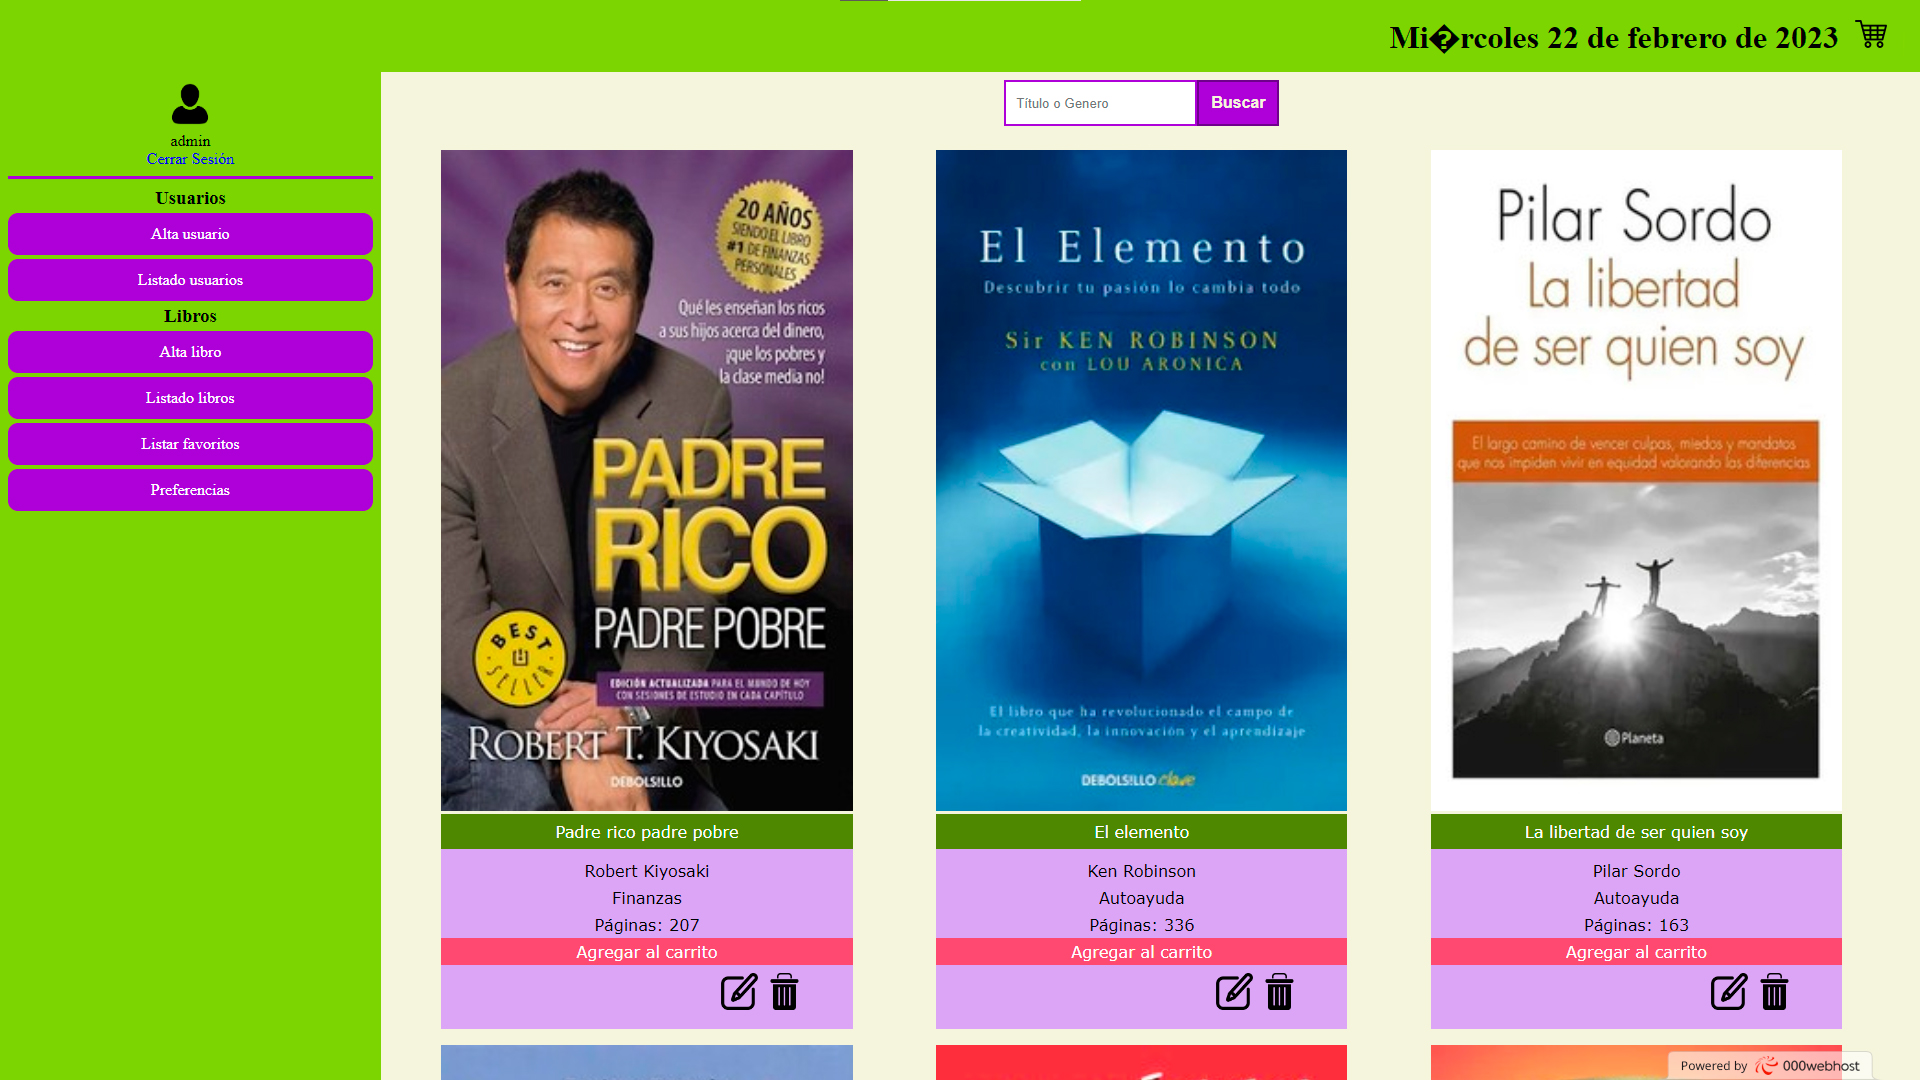 Mi�rcoles 22 de febrero de 2023
admin
Cerrar Sesión
Usuarios
Alta usuario
Listado usuarios
Libros
Alta libro
Listado libros
Listar favoritos
Preferencias
Título o Genero
Buscar
20 AÑOS
SIENDO EL LIBRO
#1 DE FINANZAS
PERSONALES
Qué les enseñan los ricos
a sus hijos acerca del dinero,
¡que los pobres y
la clase media no!
PADRE
RICO
PADRE POBRE
BEST
SELLER
EDICIÓN ACTUALIZADA PARA EL MUNDO DE HOY
CON SESIONES DE ESTUDIO EN CADA CAPÍTULO
ROBERT T. KIYOSAKI
DEBOLS!LLO
Padre rico padre pobre
Robert Kiyosaki
Finanzas
Páginas: 207
Agregar al carrito
El Elemento
Descubrir tu pasión lo cambia todo
Sir KEN ROBINSON
con LOU ARONICA
El libro que ha revolucionado el campo de
la creatividad, la innovación y el aprendizaje
DEBOLS!LLO clave
El elemento
Ken Robinson
Autoayuda
Páginas: 336
Agregar al carrito
Pilar Sordo
La libertad
de ser quien soy
El largo camino de vencer culpas, miedos y mandatos
que nos impiden vivir en equidad valorando las diferencias
Planeta
La libertad de ser quien soy
Pilar Sordo
Autoayuda
Páginas: 163
Agregar al carrito
Powered by 000webhost